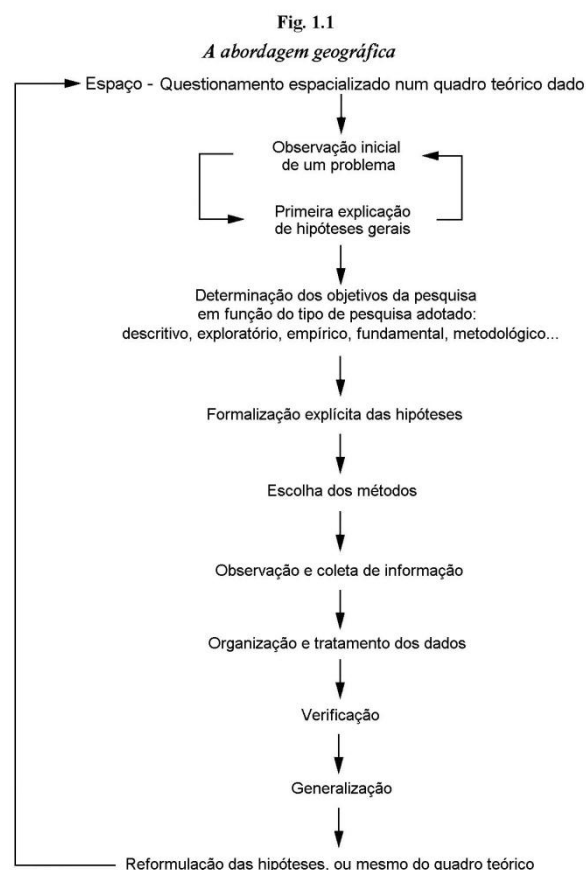 Fig. 1.1
A abordagem geográfica
Espaço - Questionamento espacializado num quadro teórico dado
Observação inicial
de um problema
Primeira explicação
de hipóteses gerais
Determinação dos objetivos da pesquisa
em função do tipo de pesquisa adotado:
descritivo, exploratório, empírico, fundamental, metodológico...
Formalização explícita das hipóteses
Escolha dos métodos
Observação e coleta de informação
Organização e tratamento dos dados
Verificação
Generalização
Reformulação das hipóteses, ou mesmo do quadro teórico